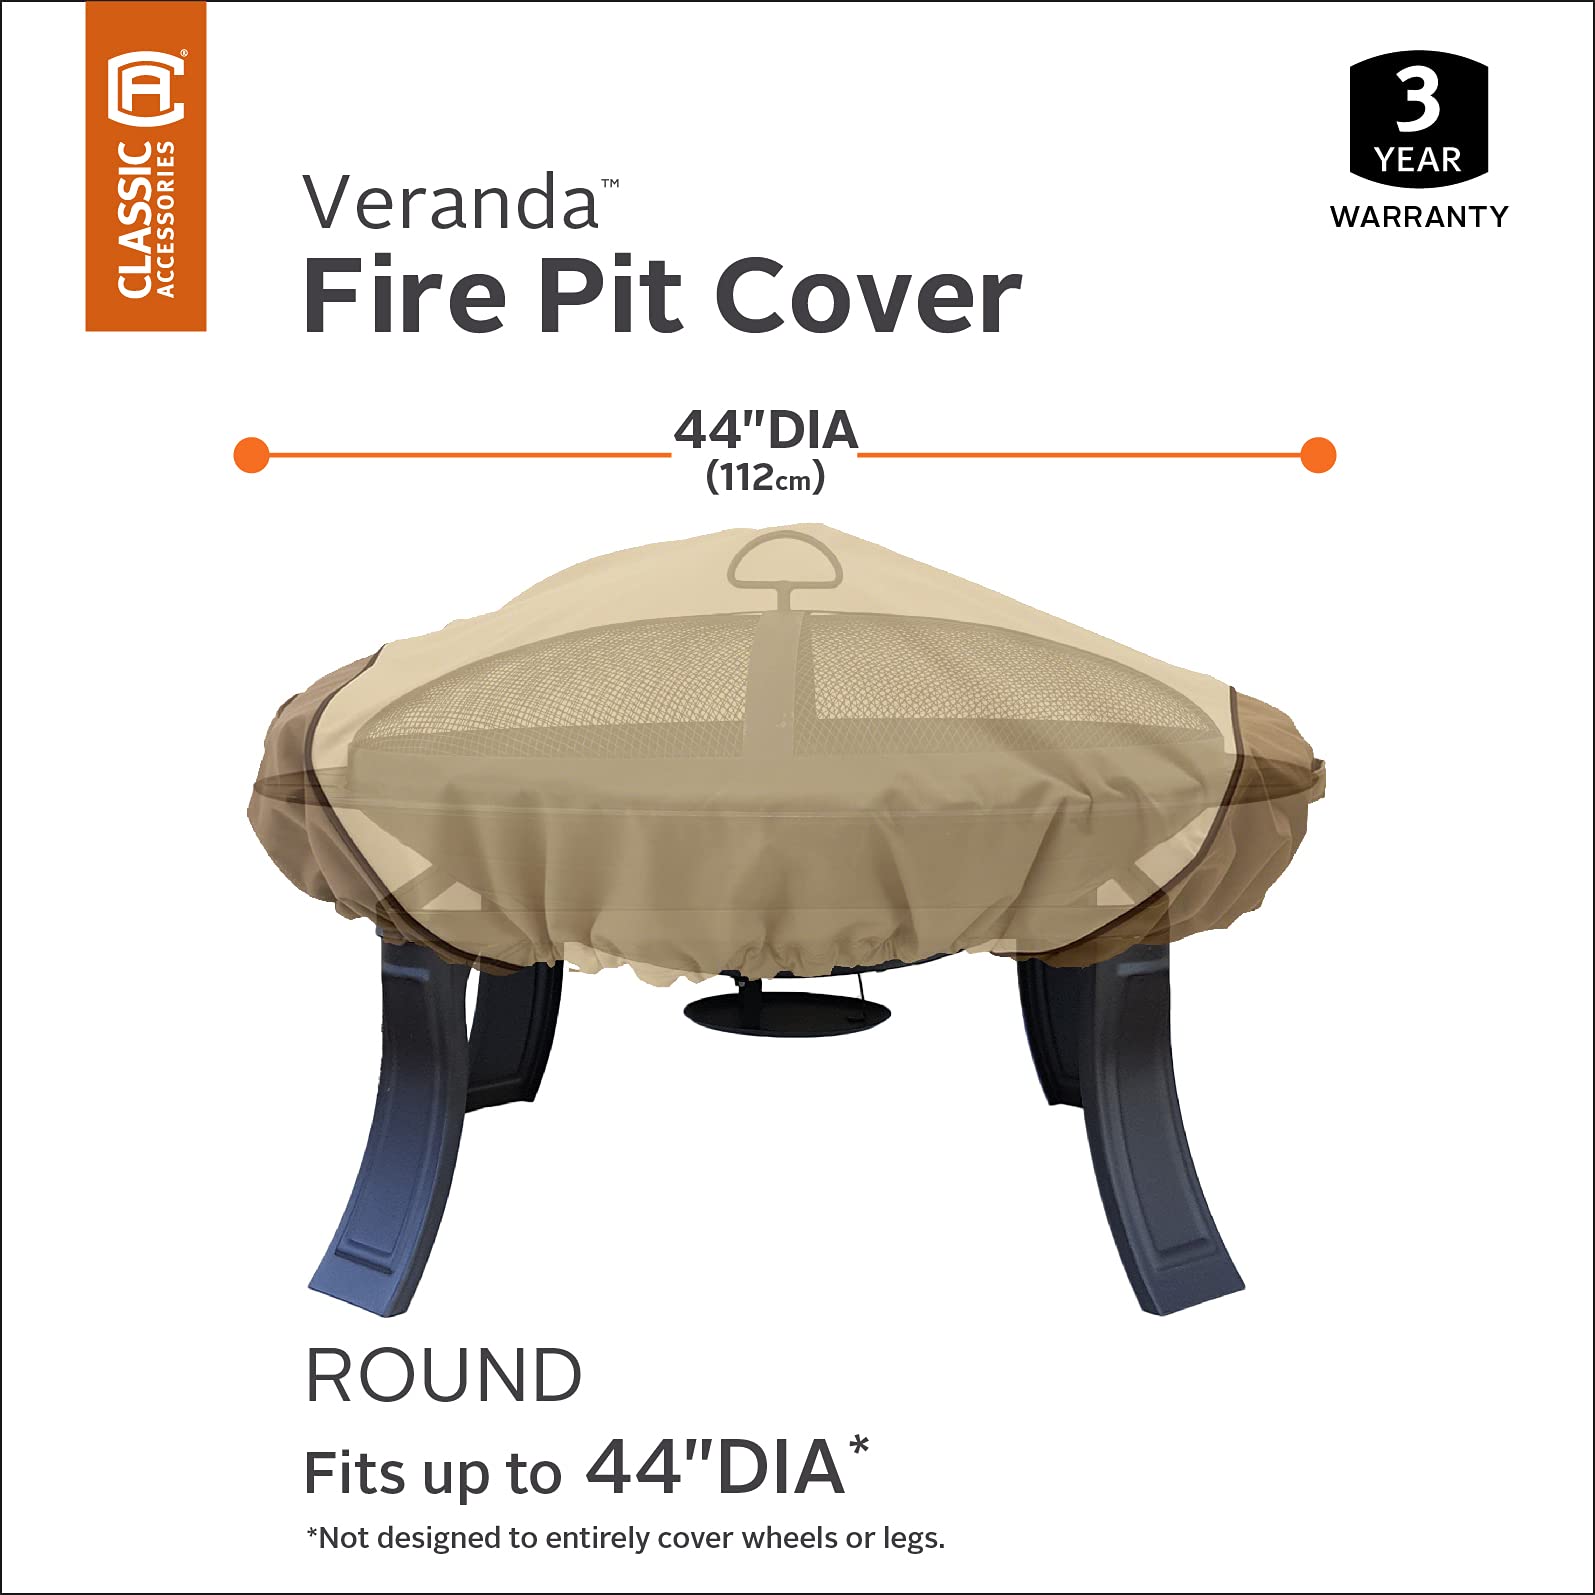 CLASSIC
ACCESSORIES
3
YEAR
WARRANTY
Veranda™
Fire Pit Cover
44"DIA
(112cm)
ROUND
Fits up to 44"DIA*
*Not designed to entirely cover wheels or legs.